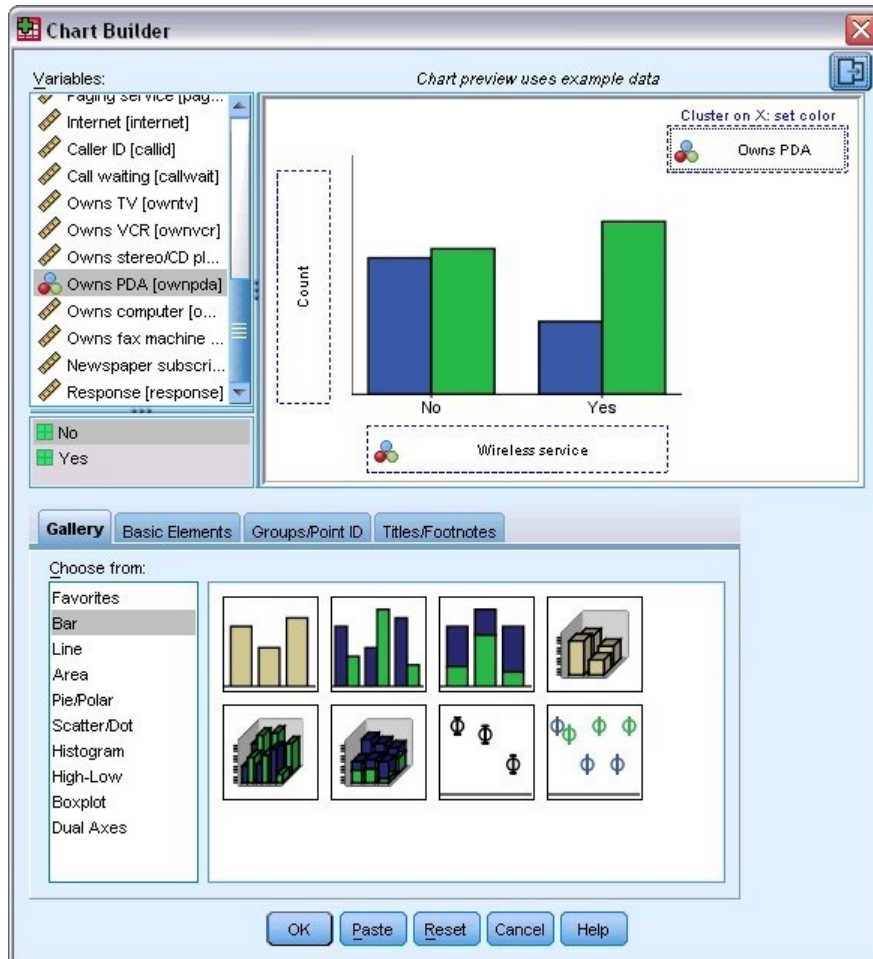 Chart Builder
Variables:
Chart preview uses example data
Paging service [pag...
Internet [internet]
Caller ID [callid]
Call waiting [callwait]
Owns TV [owntv]
Owns VCR [ownvcr]
Owns stereo/CD pl...
Owns PDA [ownpda]
Owns computer [o...
Owns fax machine ...
Newspaper subscri...
Response [response]
No
Yes
Cluster on X: set color
Owns PDA
Count
No Yes
Wireless service
Gallery Basic Elements Groups/Point ID Titles/Footnotes
Choose from:
Favorites
Bar
Line
Area
Pie/Polar
Scatter/Dot
Histogram
High-Low
Boxplot
Dual Axes
OK Paste Reset Cancel Help